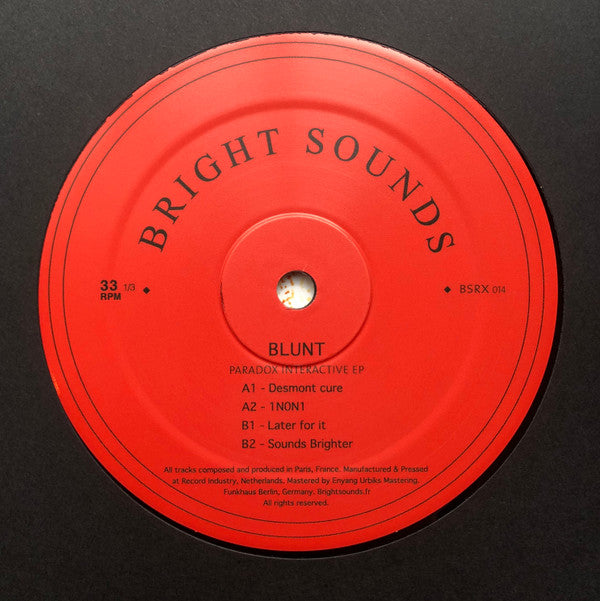 BRIGHT SOUNDS
33 1/3
RPM
BSRX 014
BLUNT
PARADOX INTERACTIVE EP
A1 - Desmont cure
A2 - 1N0N1
B1 - Later for it
B2 - Sounds Brighter
All tracks composed and produced in Paris, France. Manufactured & Pressed
at Record Industry, Netherlands. Mastered by Enyang Urbiks Mastering.
Funkhaus Berlin, Germany. Brightsounds.fr
All rights reserved.